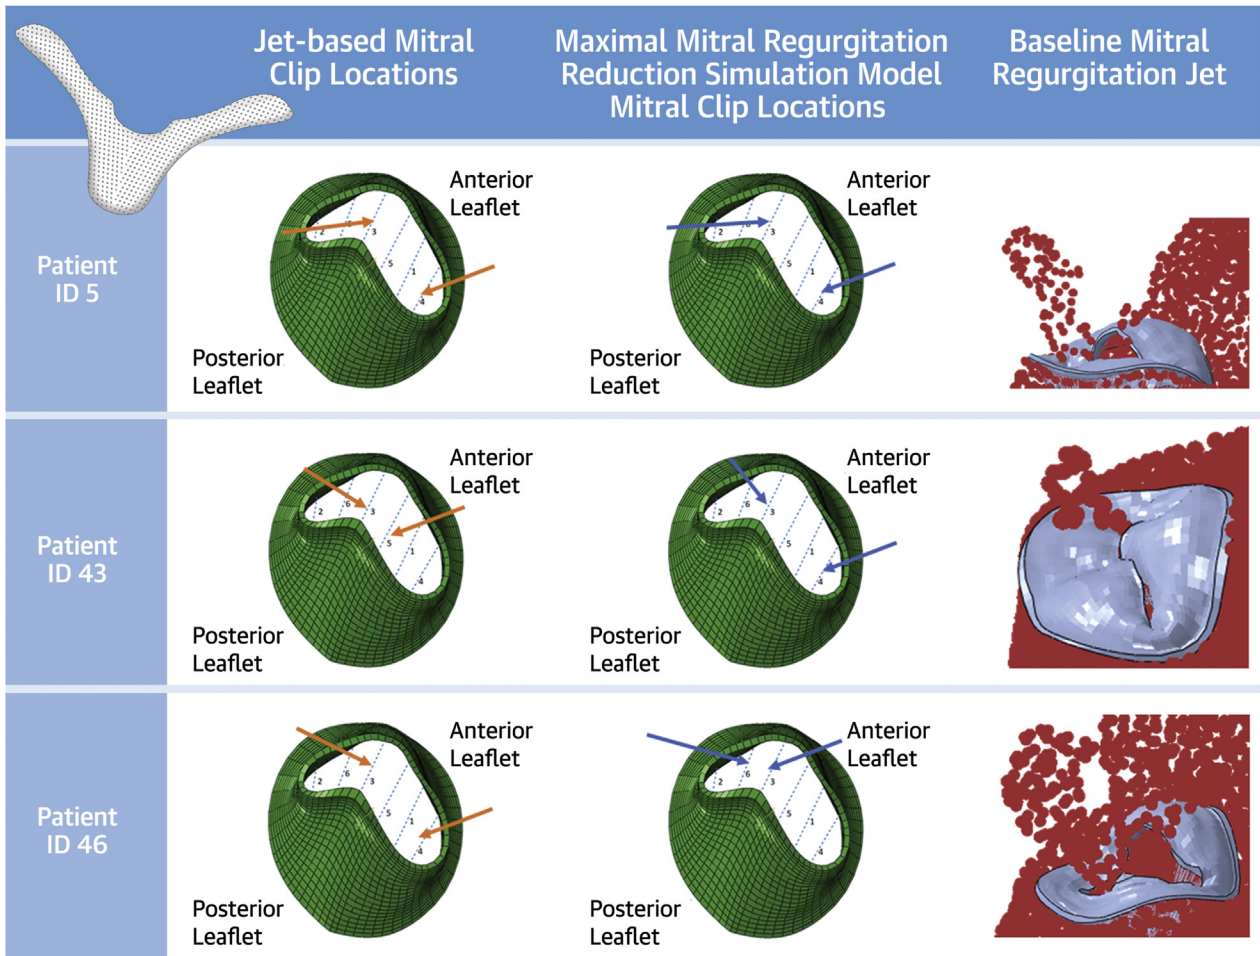 Jet-based Mitral
Clip Locations
Maximal Mitral Regurgitation
Reduction Simulation Model
Mitral Clip Locations
Baseline Mitral
Regurgitation Jet
Patient
ID 5
Anterior
Leaflet
2
3
5
1
4
Posterior
Leaflet
Anterior
Leaflet
2
6
3
5
1
4
Posterior
Leaflet
Patient
ID 43
Anterior
Leaflet
2
6
3
5
1
4
Posterior
Leaflet
Anterior
Leaflet
2
6
3
5
1
4
Posterior
Leaflet
Patient
ID 46
Anterior
Leaflet
2
6
3
5
1
4
Posterior
Leaflet
Anterior
Leaflet
2
6
3
5
1
4
Posterior
Leaflet